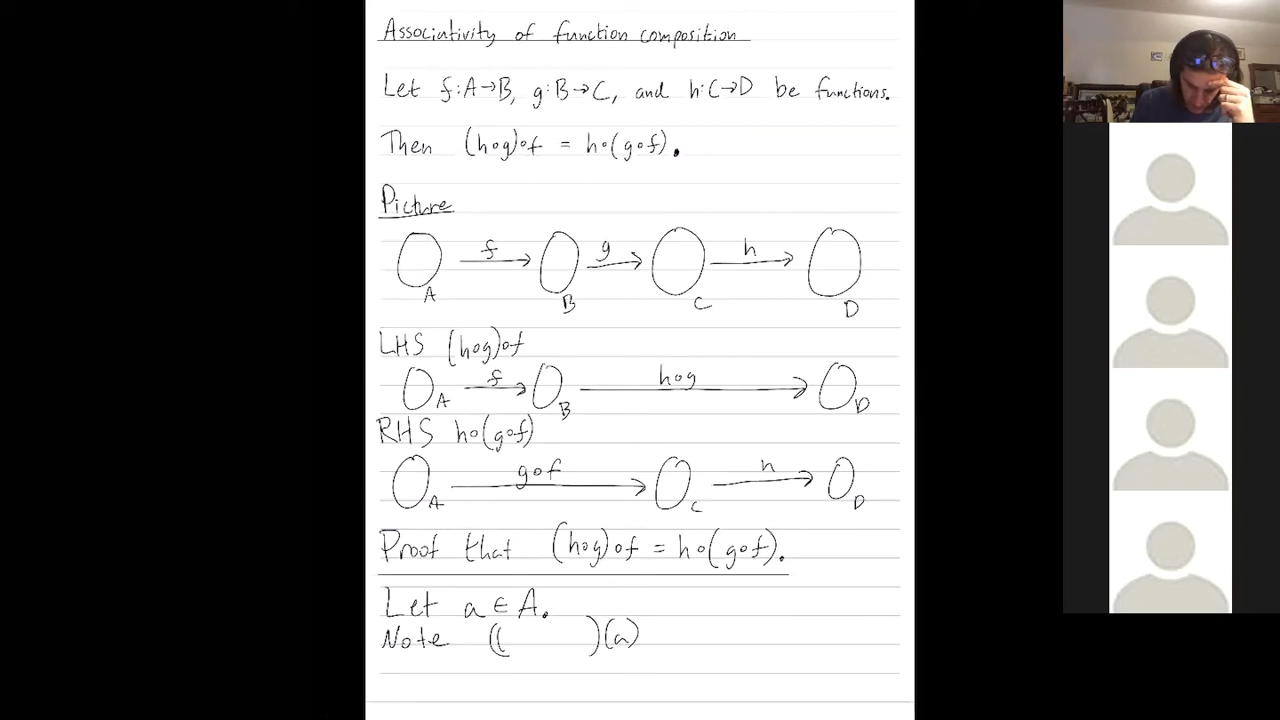 Associativity of function composition
Let f:A→B, g:B→C, and h:C→D be functions.
Then (h∘g)∘f = h∘(g∘f).
Picture
f g h
A B C D
LHS (h∘g)∘f
f h∘g
A B D
RHS h∘(g∘f)
g∘f h
A C D
Proof that (h∘g)∘f = h∘(g∘f).
Let a ∈ A.
Note (( )(a)